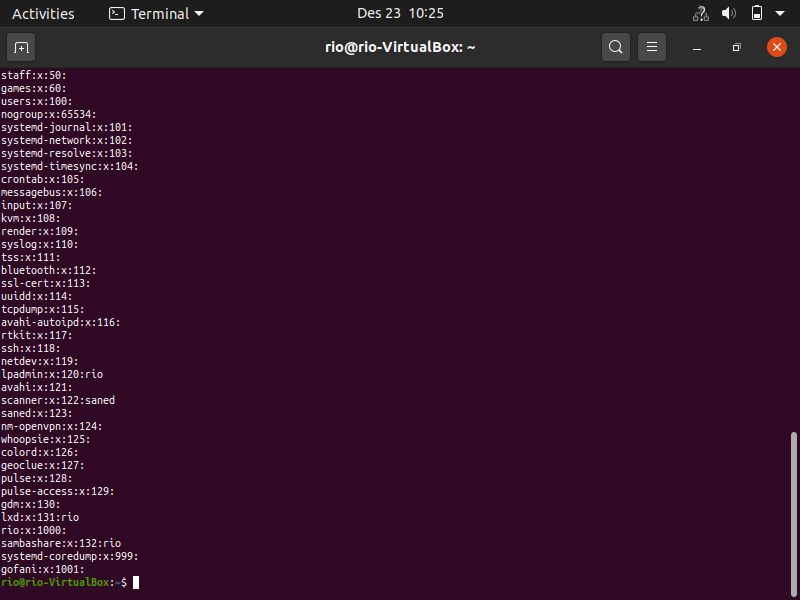 Activities Terminal Des 23 10:25
rio@rio-VirtualBox: ~
staff:x:50:
games:x:60:
users:x:100:
nogroup:x:65534:
systemd-journal:x:101:
systemd-network:x:102:
systemd-resolve:x:103:
systemd-timesync:x:104:
crontab:x:105:
messagebus:x:106:
input:x:107:
kvm:x:108:
render:x:109:
syslog:x:110:
tss:x:111:
bluetooth:x:112:
ssl-cert:x:113:
uuidd:x:114:
tcpdump:x:115:
avahi-autoipd:x:116:
rtkit:x:117:
ssh:x:118:
netdev:x:119:
lpadmin:x:120:rio
avahi:x:121:
scanner:x:122:saned
saned:x:123:
nm-openvpn:x:124:
whoopsie:x:125:
colord:x:126:
geoclue:x:127:
pulse:x:128:
pulse-access:x:129:
gdm:x:130:
lxd:x:131:rio
rio:x:1000:
sambashare:x:132:rio
systemd-coredump:x:999:
gofani:x:1001:
rio@rio-VirtualBox:~$